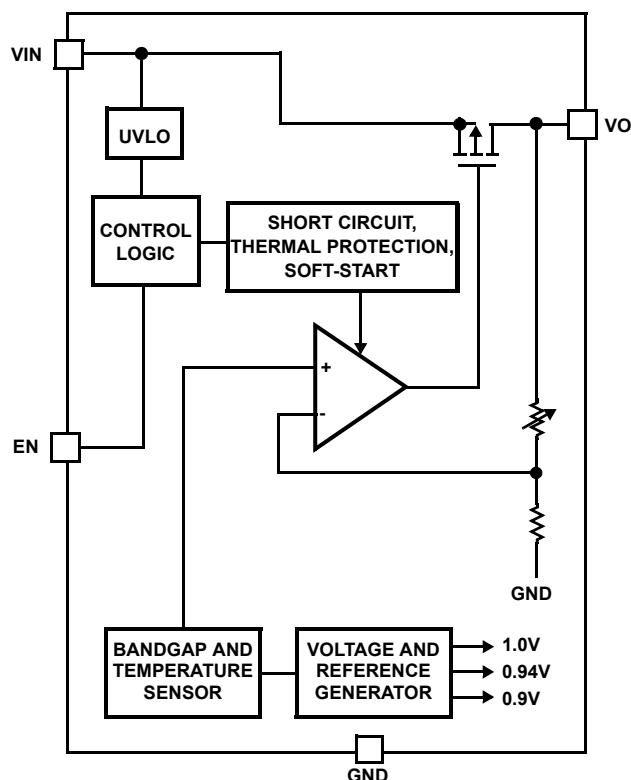 VIN
UVLO
VO
CONTROL
LOGIC
SHORT CIRCUIT,
THERMAL PROTECTION,
SOFT-START
+
-
EN
GND
BANDGAP AND
TEMPERATURE
SENSOR
VOLTAGE AND
REFERENCE
GENERATOR
1.0V
0.94V
0.9V
GND